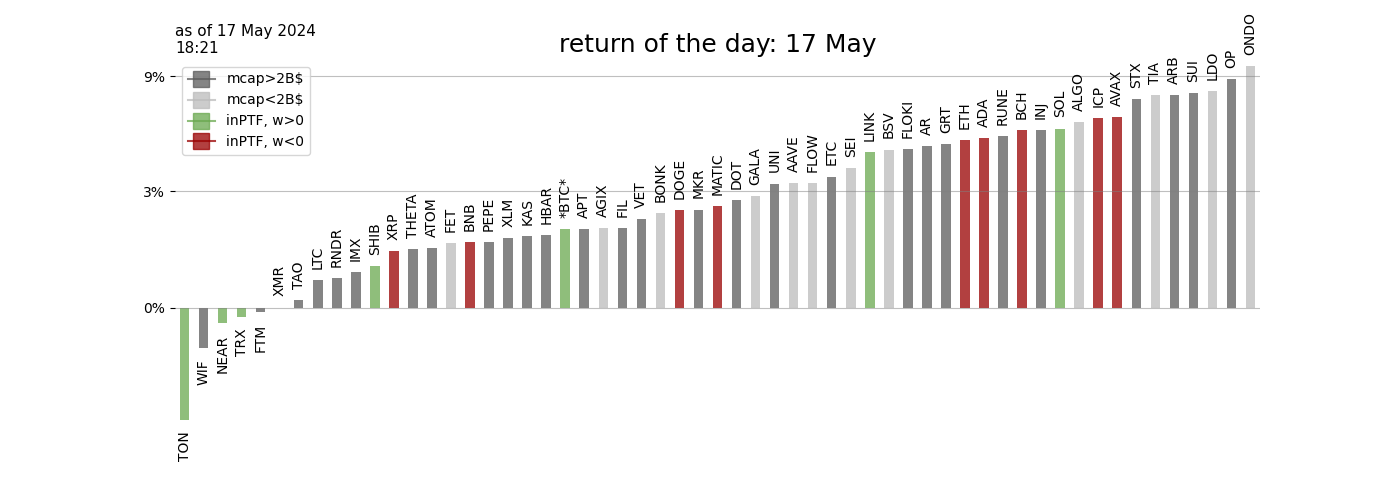 as of 17 May 2024
18:21
return of the day: 17 May
mcap>2B$
mcap<2B$
inPTF, w>0
inPTF, w<0
9%
3%
0%
TON
WIF
NEAR
TRX
FTM
XMR
TAO
LTC
RNDR
IMX
SHIB
XRP
THETA
ATOM
FET
BNB
PEPE
XLM
KAS
HBAR
*BTC*
APT
AGIX
FIL
VET
BONK
DOGE
MKR
MATIC
DOT
GALA
UNI
AAVE
FLOW
ETC
SEI
LINK
BSV
FLOKI
AR
GRT
ETH
ADA
RUNE
BCH
INJ
SOL
ALGO
ICP
AVAX
STX
TIA
ARB
SUI
LDO
OP
ONDO